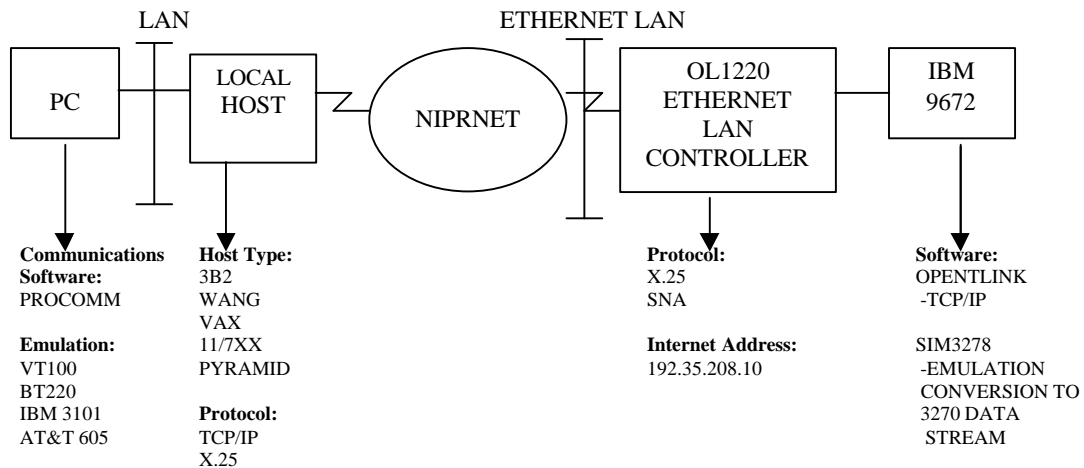 LAN
ETHERNET LAN
PC
LOCAL
HOST
NIPRNET
OL1220
ETHERNET
LAN
CONTROLLER
IBM
9672
Communications
Software:
PROCOMM
Emulation:
VT100
BT220
IBM 3101
AT&T 605
Host Type:
3B2
WANG
VAX
11/7XX
PYRAMID
Protocol:
TCP/IP
X.25
Protocol:
X.25
SNA
Internet Address:
192.35.208.10
Software:
OPENTLINK
-TCP/IP
SIM3278
-EMULATION
CONVERSION TO
3270 DATA
STREAM